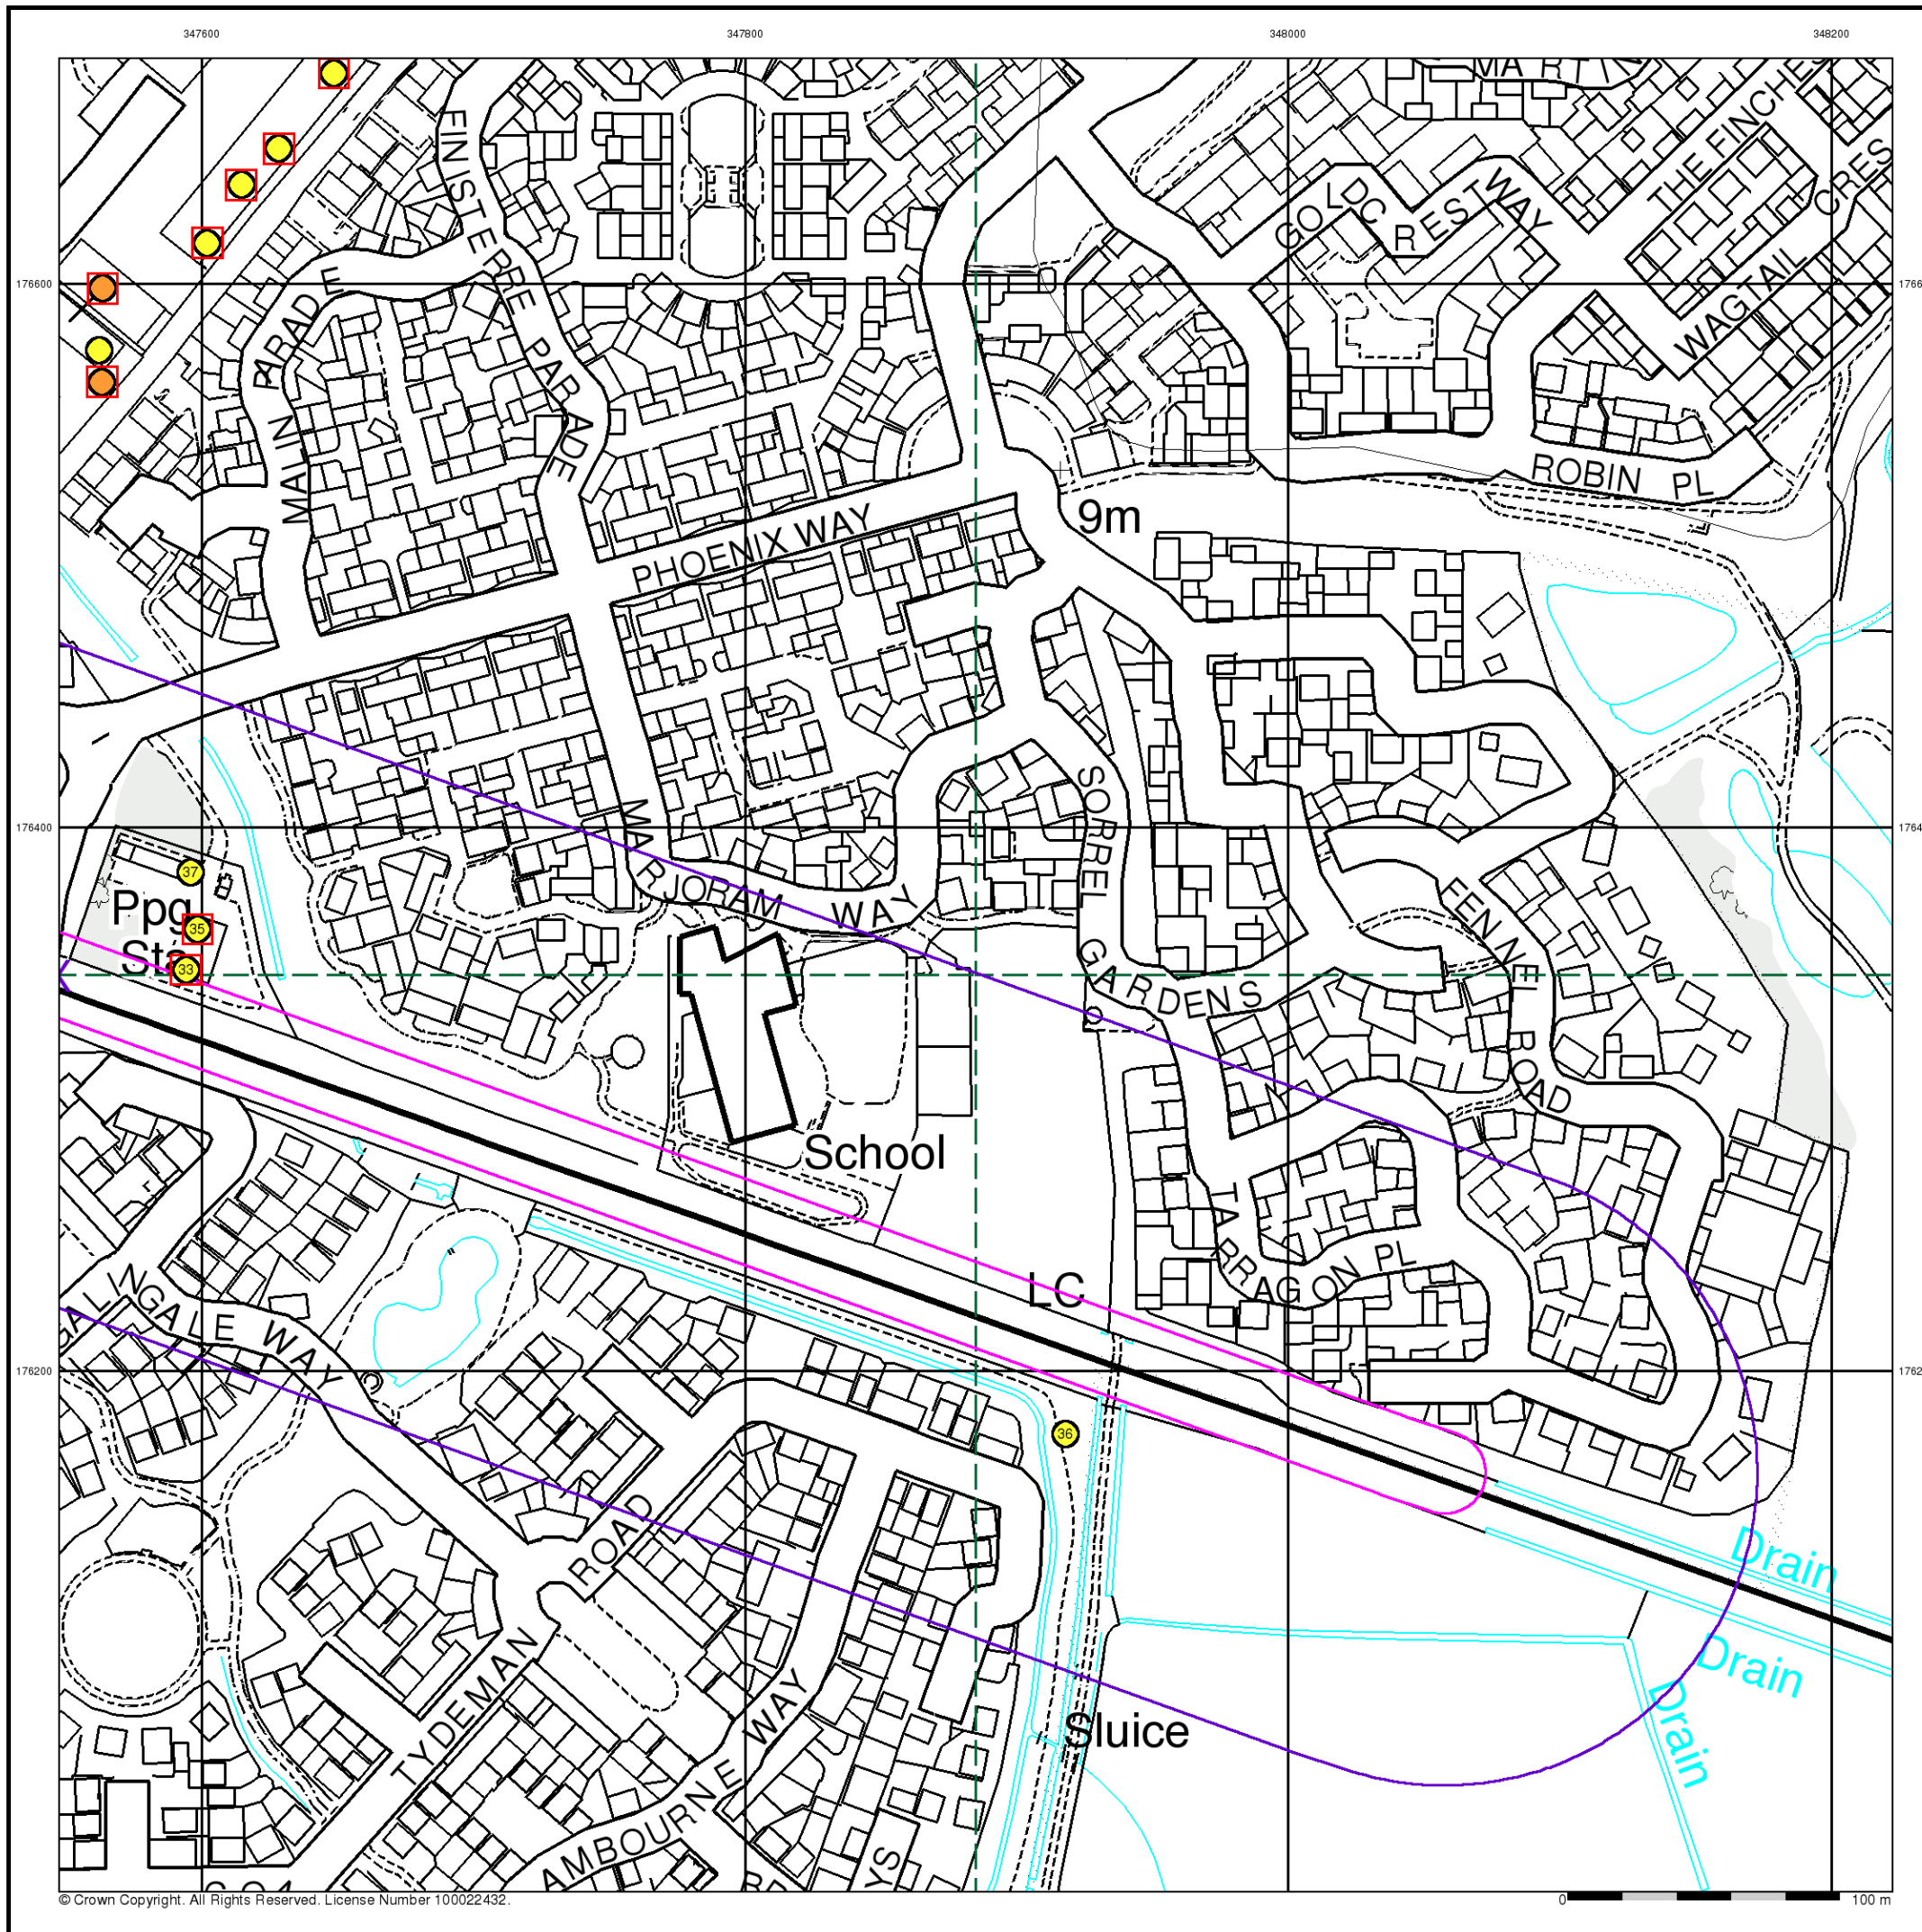 347600 347800 348000 348200
MARTIN
THE FINCHES
FINISTERRE PARADE
GOLDCREST WAY
WAGTAIL CRES
176600
MAIN PARADE
ROBIN PL
9m
PHOENIX WAY
176400
SORREL GARDENS
MARJORAM WAY
FENNEL ROAD
37
Ppg
35
Sta
33
School
TARRAGON PL
LC
GALINGALE WAY
176200
36
Drain
TYDEMAN ROAD
Drain
Drain
Sluice
AMBOURNE WAY
YS
© Crown Copyright. All Rights Reserved. License Number 100022432.
0 100 m